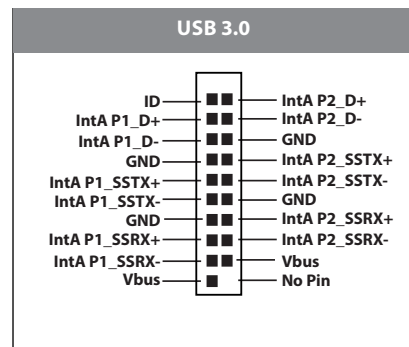 USB 3.0
ID IntA P2_D+
IntA P1_D+ IntA P2_D-
IntA P1_D- GND
GND IntA P2_SSTX+
IntA P1_SSTX+ IntA P2_SSTX-
IntA P1_SSTX- GND
GND IntA P2_SSRX+
IntA P1_SSRX+ IntA P2_SSRX-
IntA P1_SSRX- Vbus
Vbus No Pin